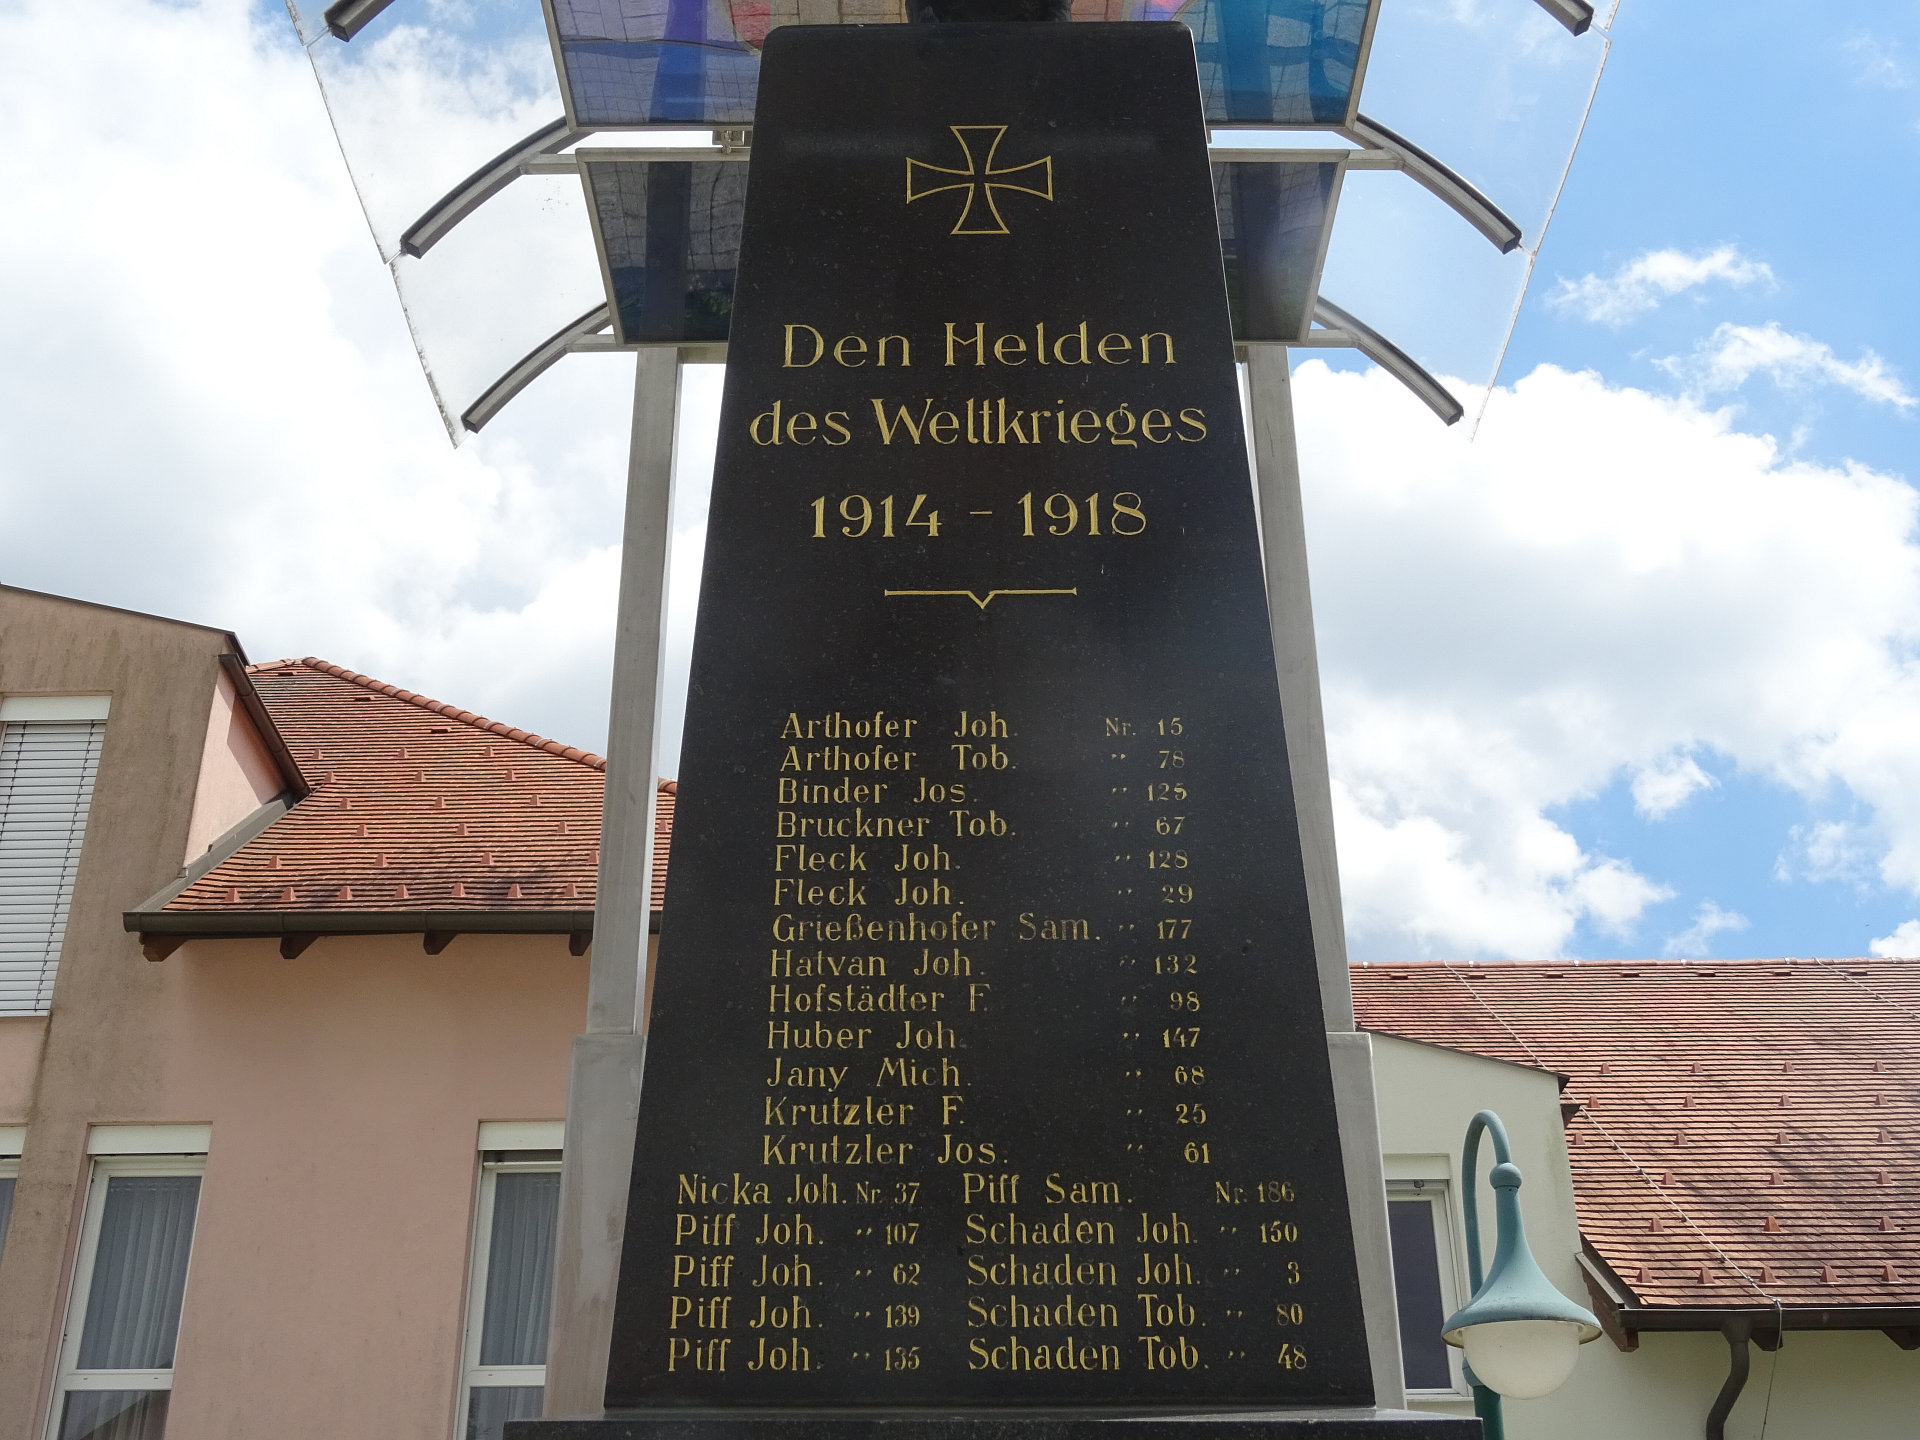 Den Helden
des Weltkrieges
1914 - 1918
Arthofer Joh. Nr. 15
Arthofer Tob. " 78
Binder Jos. " 125
Bruckner Tob. " 67
Fleck Joh. " 128
Fleck Joh. " 29
Grießenhofer Sam. " 177
Hatvan Joh. " 132
Hofstädter F. " 98
Huber Joh. " 147
Jany Mich. " 68
Krutzler F. " 25
Krutzler Jos. " 61
Nicka Joh. Nr. 37 Piff Sam. Nr. 186
Piff Joh. " 107 Schaden Joh. " 150
Piff Joh. " 62 Schaden Joh. " 3
Piff Joh. " 139 Schaden Tob. " 80
Piff Joh. " 135 Schaden Tob. " 48